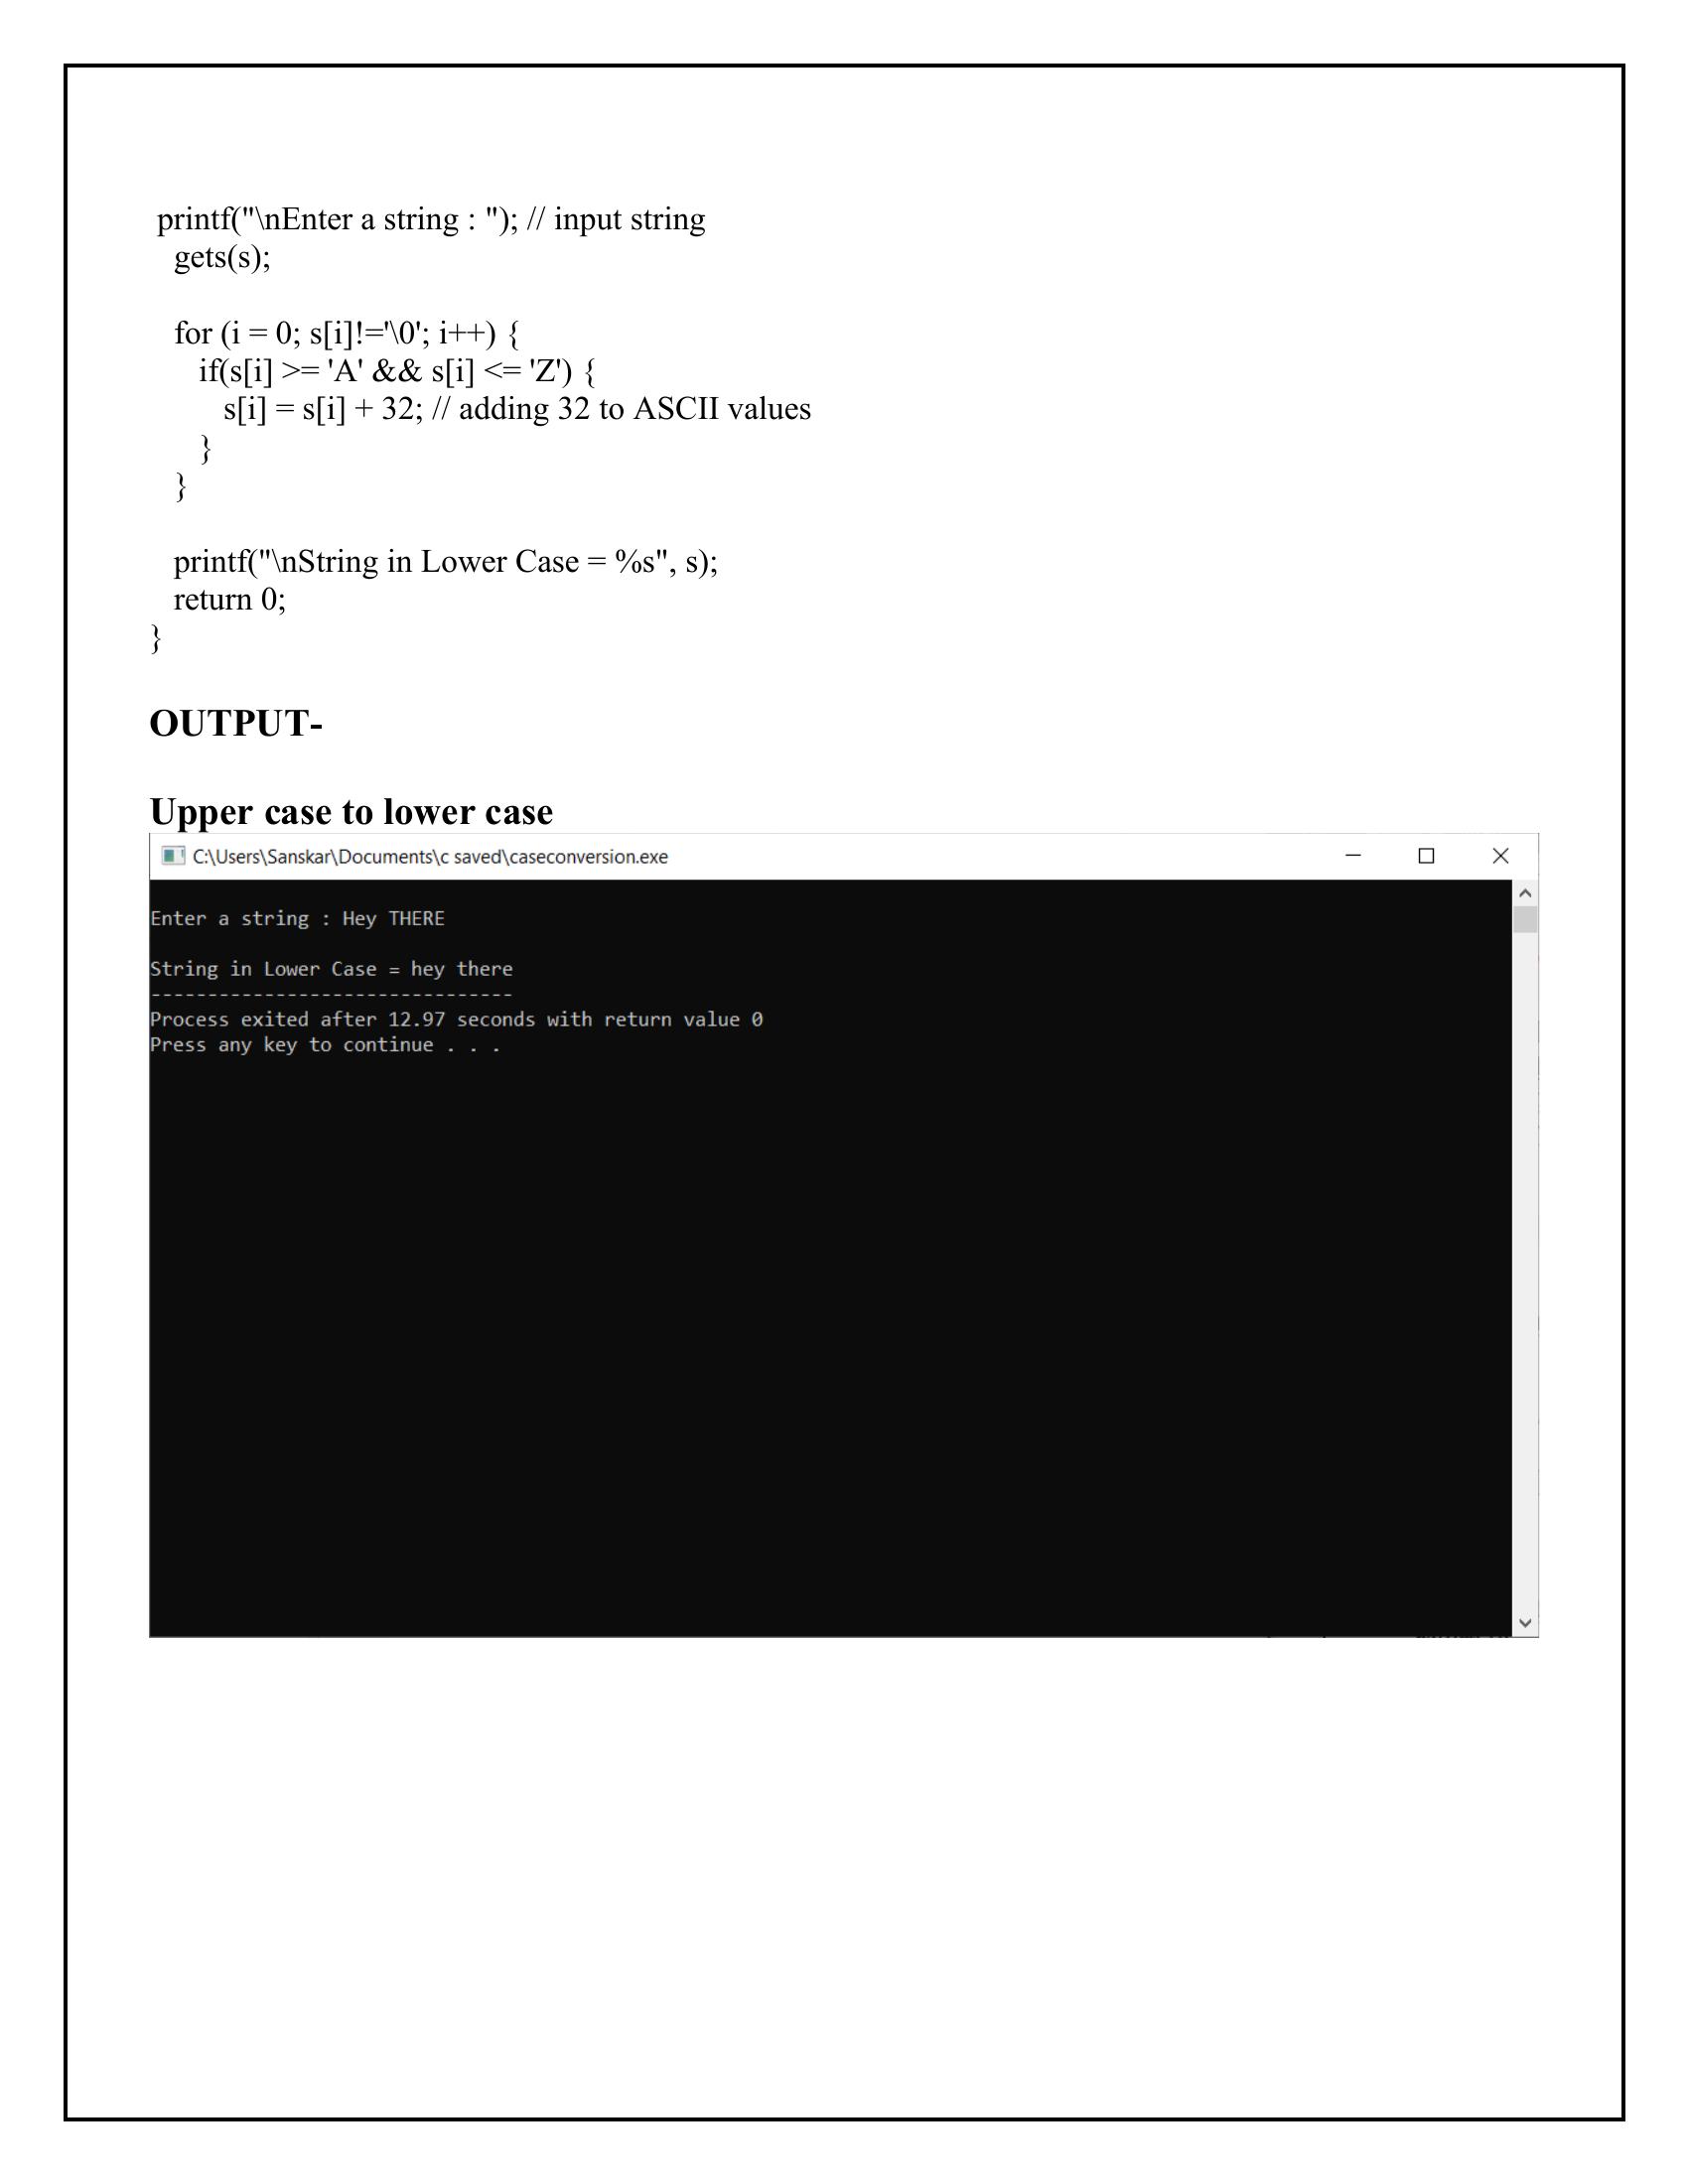 printf("\nEnter a string : "); // input string
gets(s);
for (i = 0; s[i]!='\0'; i++) {
if(s[i] >= 'A' && s[i] <= 'Z') {
s[i] = s[i] + 32; // adding 32 to ASCII values
}
}
printf("\nString in Lower Case = %s", s);
return 0;
}
OUTPUT-
Upper case to lower case
C:\Users\Sanskar\Documents\c saved\caseconversion.exe
Enter a string : Hey THERE
String in Lower Case = hey there
--------------------------------
Process exited after 12.97 seconds with return value 0
Press any key to continue . . .